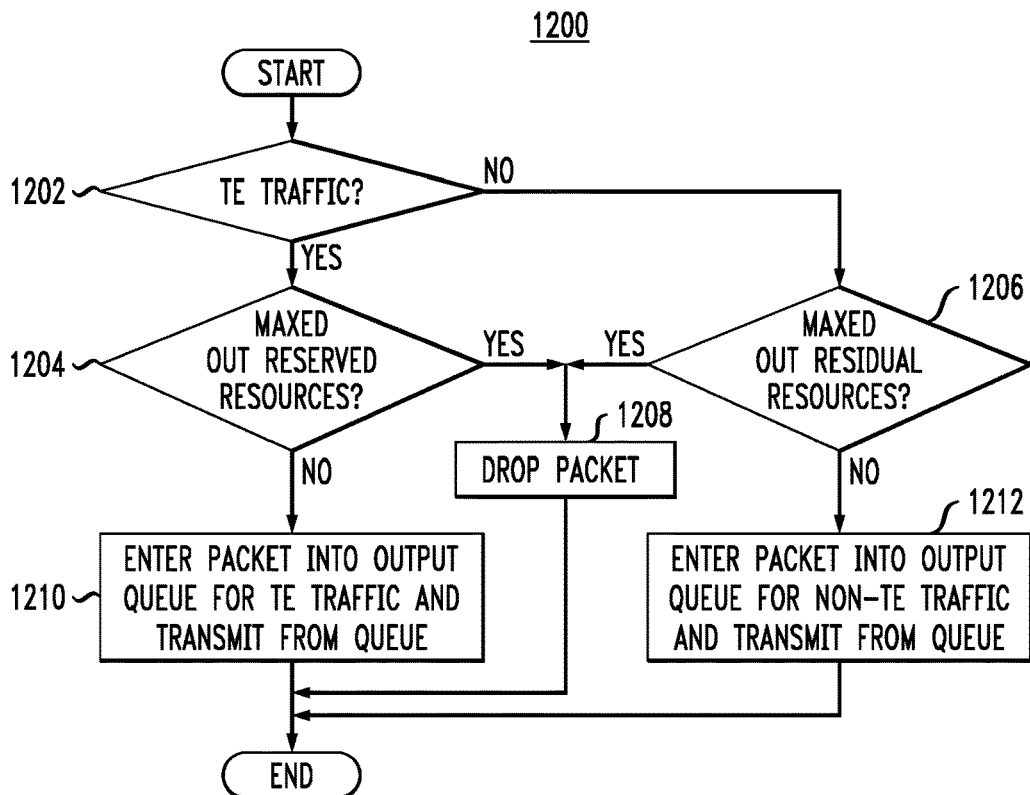 1200
START
1202
TE TRAFFIC?
NO
YES
1204
MAXED
OUT RESERVED
RESOURCES?
YES
YES
MAXED
OUT RESIDUAL
RESOURCES?
1206
NO
1208
DROP PACKET
NO
1210
ENTER PACKET INTO OUTPUT
QUEUE FOR TE TRAFFIC AND
TRANSMIT FROM QUEUE
1212
ENTER PACKET INTO OUTPUT
QUEUE FOR NON-TE TRAFFIC
AND TRANSMIT FROM QUEUE
END